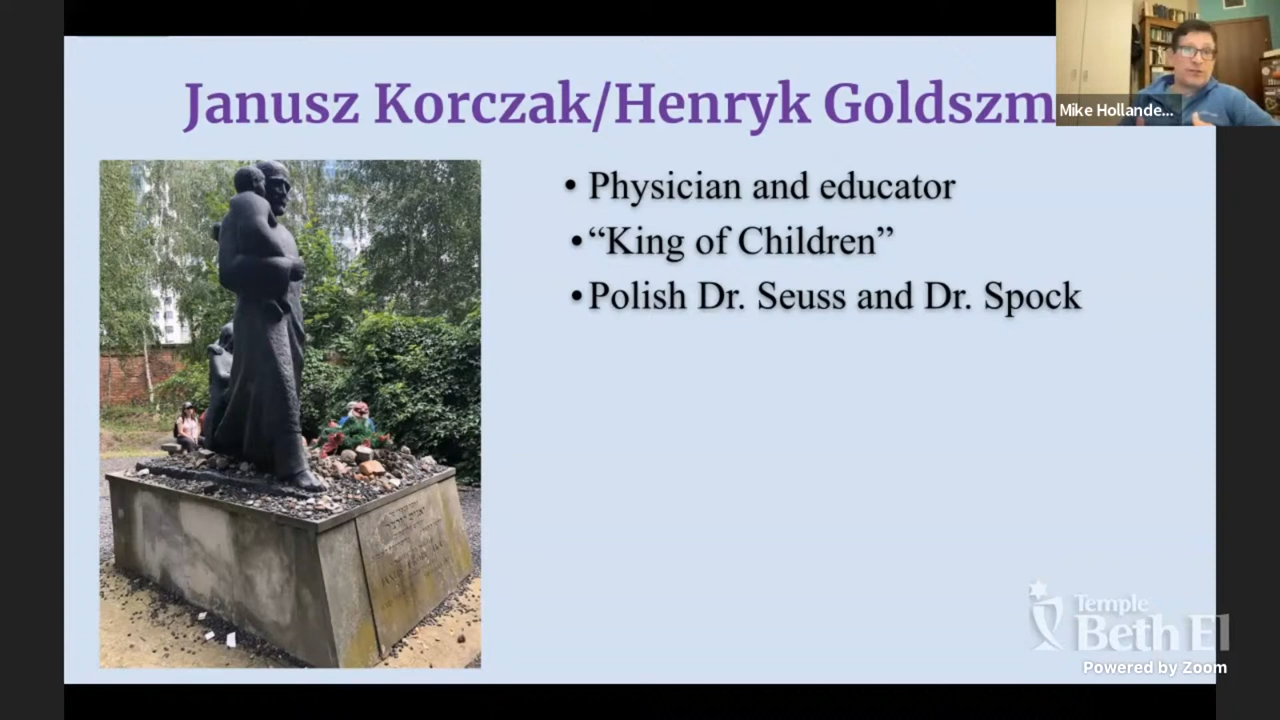 Janusz Korczak/Henryk Goldszm
Mike Hollande...
• Physician and educator
• “King of Children”
• Polish Dr. Seuss and Dr. Spock
Temple
Beth El
Powered by Zoom